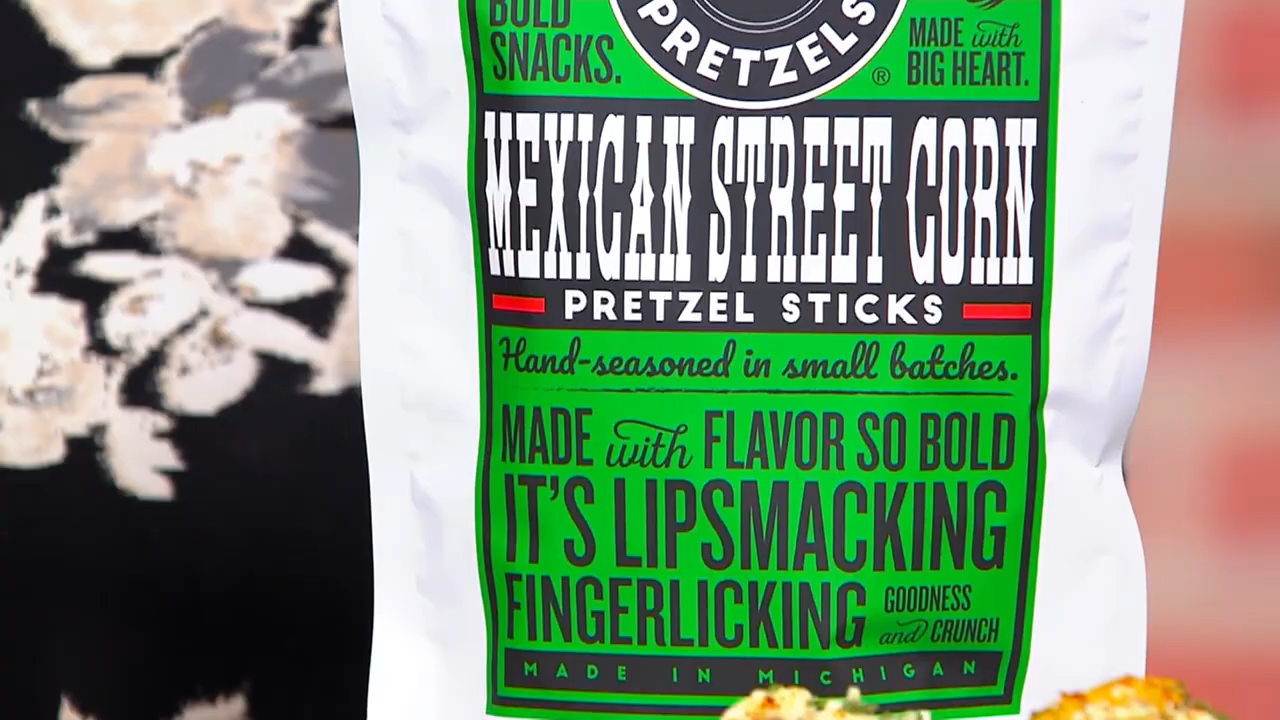 BOLD
SNACKS.
PRETZELS
®
MADE with
BIG HEART.
MEXICAN STREET CORN
PRETZEL STICKS
Hand-seasoned in small batches.
MADE with FLAVOR SO BOLD
IT'S LIPSMACKING
FINGERLICKING GOODNESS
and CRUNCH
MADE IN MICHIGAN